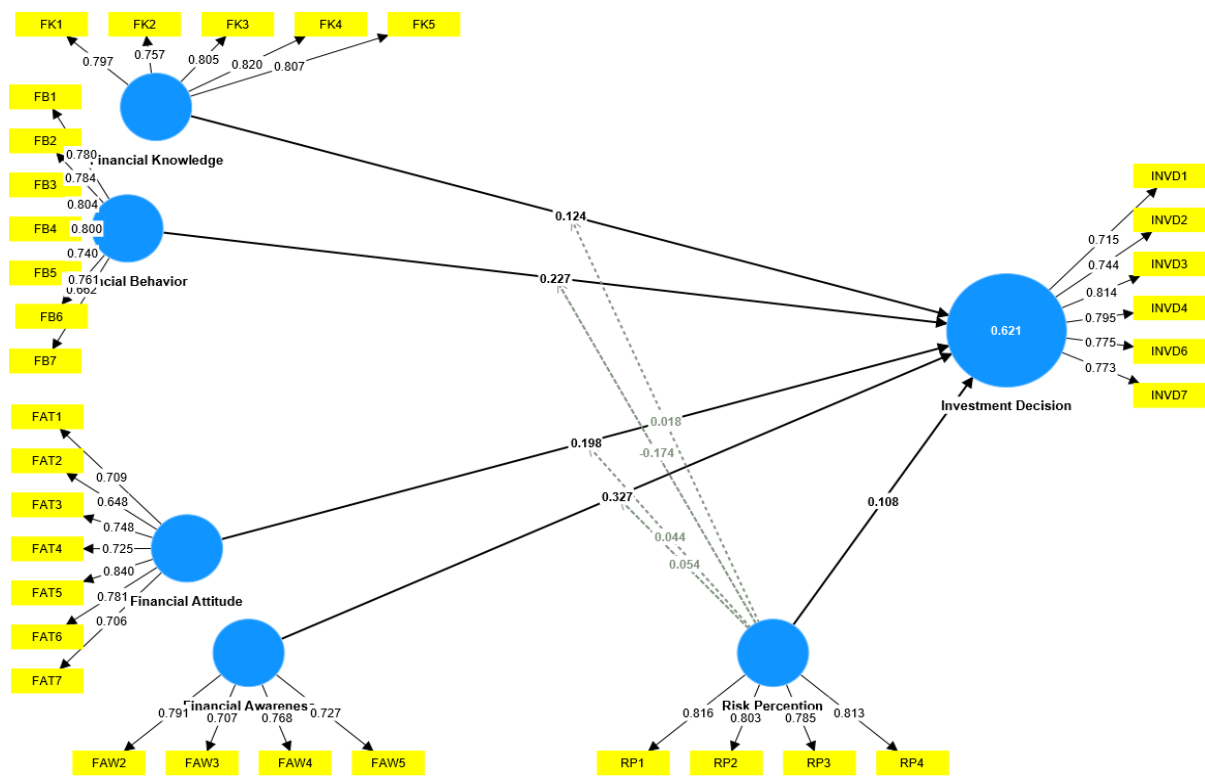 FK1 FK2 FK3 FK4 FK5
0.797 0.757 0.805 0.820 0.807
Financial Knowledge
FB1
FB2
FB3
FB4
FB5
FB6
FB7
0.780
0.784
0.804
0.800
0.740
0.761
0.662
ncial Behavior
0.124
0.227
0.198
0.327
0.018
-0.174
0.044
0.054
0.108
0.621
Investment Decision
INVD1
INVD2
INVD3
INVD4
INVD6
INVD7
0.715
0.744
0.814
0.795
0.775
0.773
FAT1
FAT2
FAT3
FAT4
FAT5
FAT6
FAT7
0.709
0.648
0.748
0.725
0.840
0.781
0.706
Financial Attitude
Financial Awareness
0.791 0.707 0.768 0.727
FAW2 FAW3 FAW4 FAW5
Risk Perception
0.816 0.803 0.785 0.813
RP1 RP2 RP3 RP4